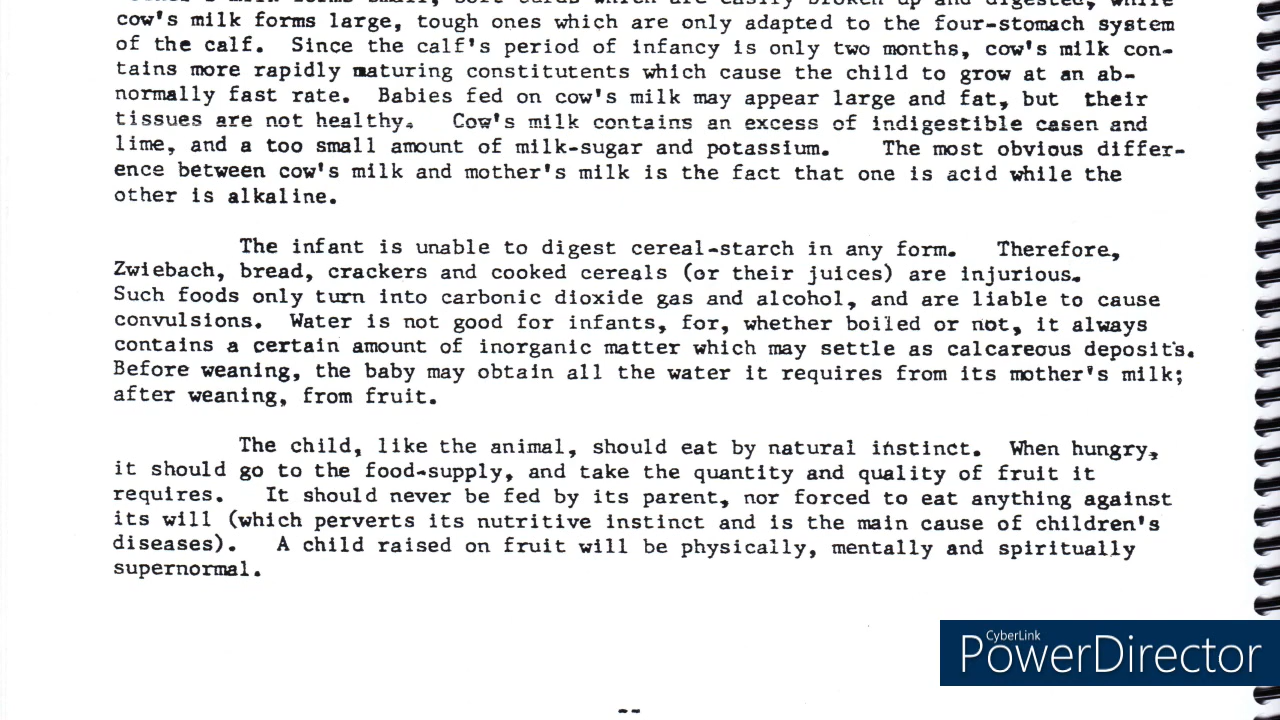 cow's milk forms large, tough ones which are only adapted to the four-stomach system
of the calf. Since the calf's period of infancy is only two months, cow's milk con-
tains more rapidly maturing constitutents which cause the child to grow at an ab-
normally fast rate. Babies fed on cow's milk may appear large and fat, but their
tissues are not healthy. Cow's milk contains an excess of indigestible casen and
lime, and a too small amount of milk-sugar and potassium. The most obvious differ-
ence between cow's milk and mother's milk is the fact that one is acid while the
other is alkaline.
The infant is unable to digest cereal-starch in any form. Therefore,
Zwiebach, bread, crackers and cooked cereals (or their juices) are injurious.
Such foods only turn into carbonic dioxide gas and alcohol, and are liable to cause
convulsions. Water is not good for infants, for, whether boiled or not, it always
contains a certain amount of inorganic matter which may settle as calcareous deposits.
Before weaning, the baby may obtain all the water it requires from its mother's milk;
after weaning, from fruit.
The child, like the animal, should eat by natural instinct. When hungry,
it should go to the food-supply, and take the quantity and quality of fruit it
requires. It should never be fed by its parent, nor forced to eat anything against
its will (which perverts its nutritive instinct and is the main cause of children's
diseases). A child raised on fruit will be physically, mentally and spiritually
supernormal.
CyberLink
PowerDirector